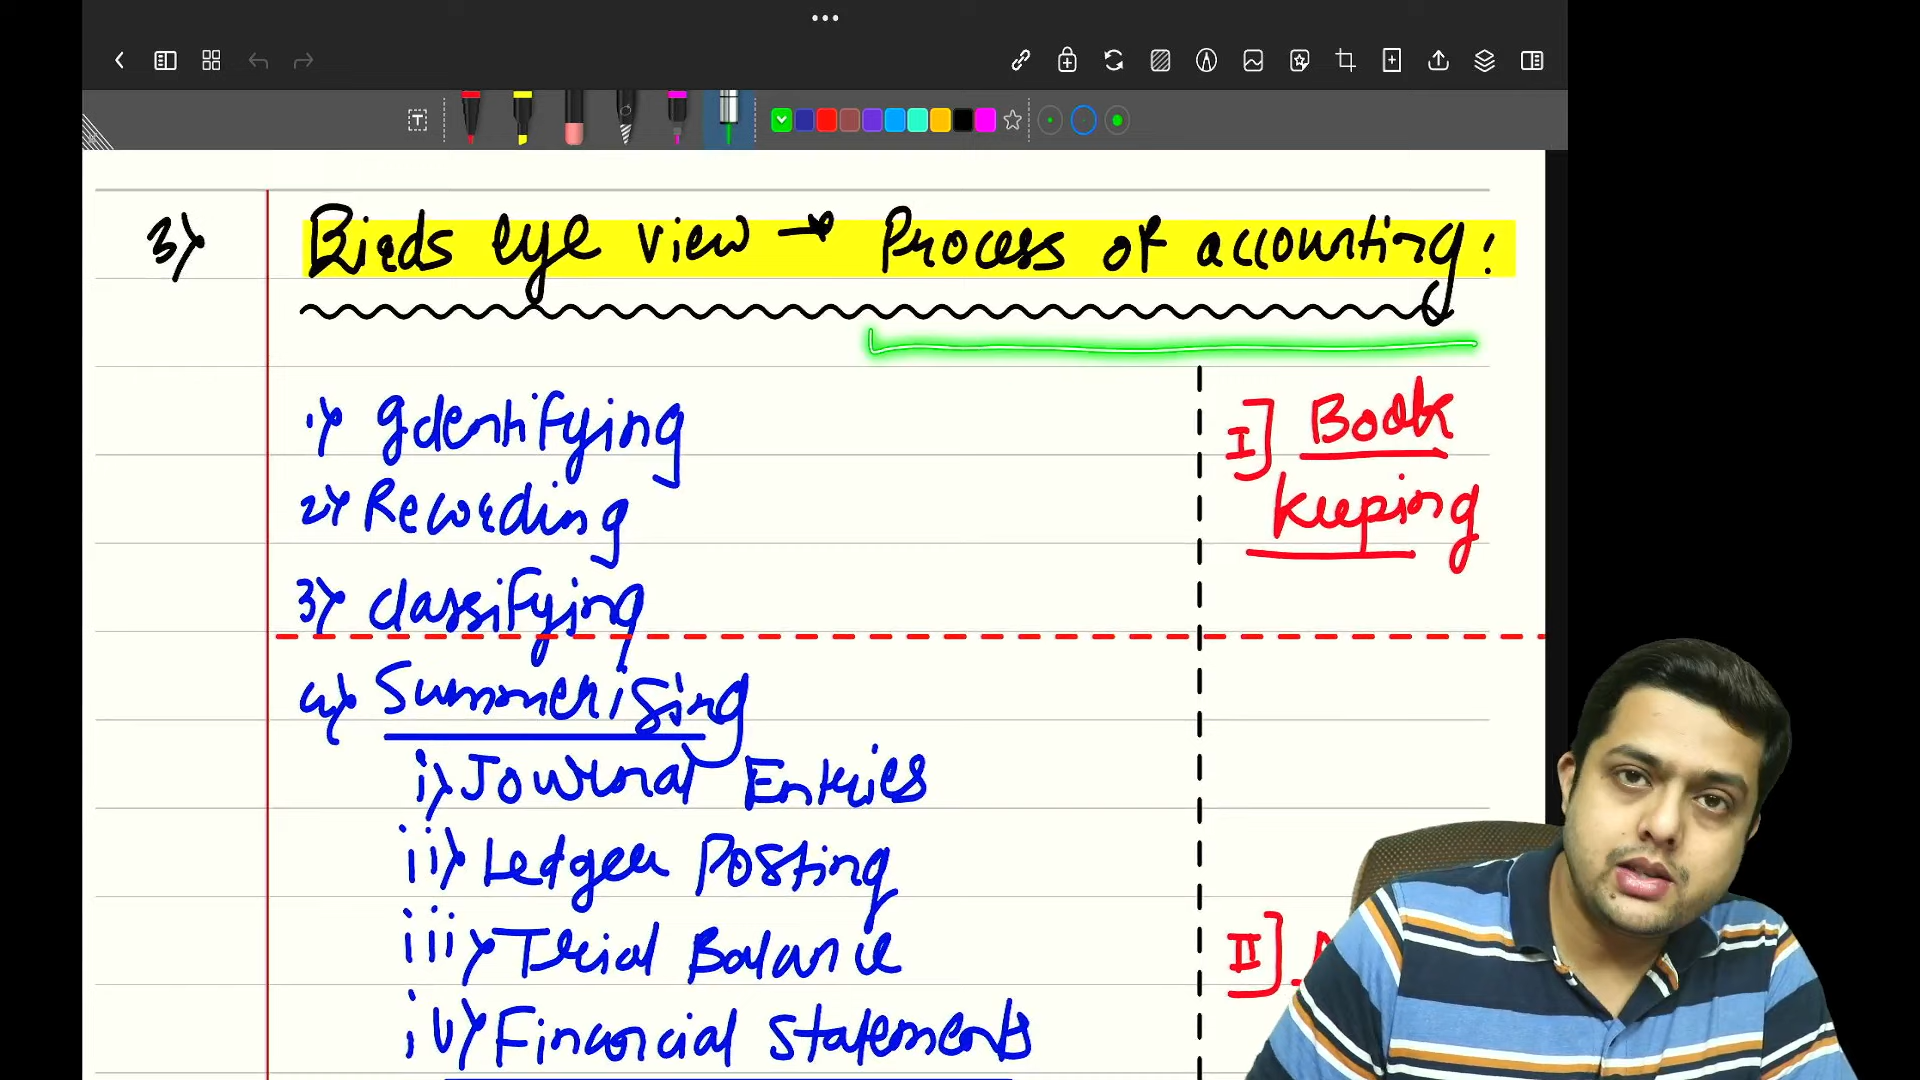 3) Birds eye view → Process of accounting:
1) Identifying
2) Recording
3) classifying
I] Book
keeping
4) Summerising
i) Journal Entries
ii) Ledger Posting
iii) Trial Balance
iv) Financial Statements
II]